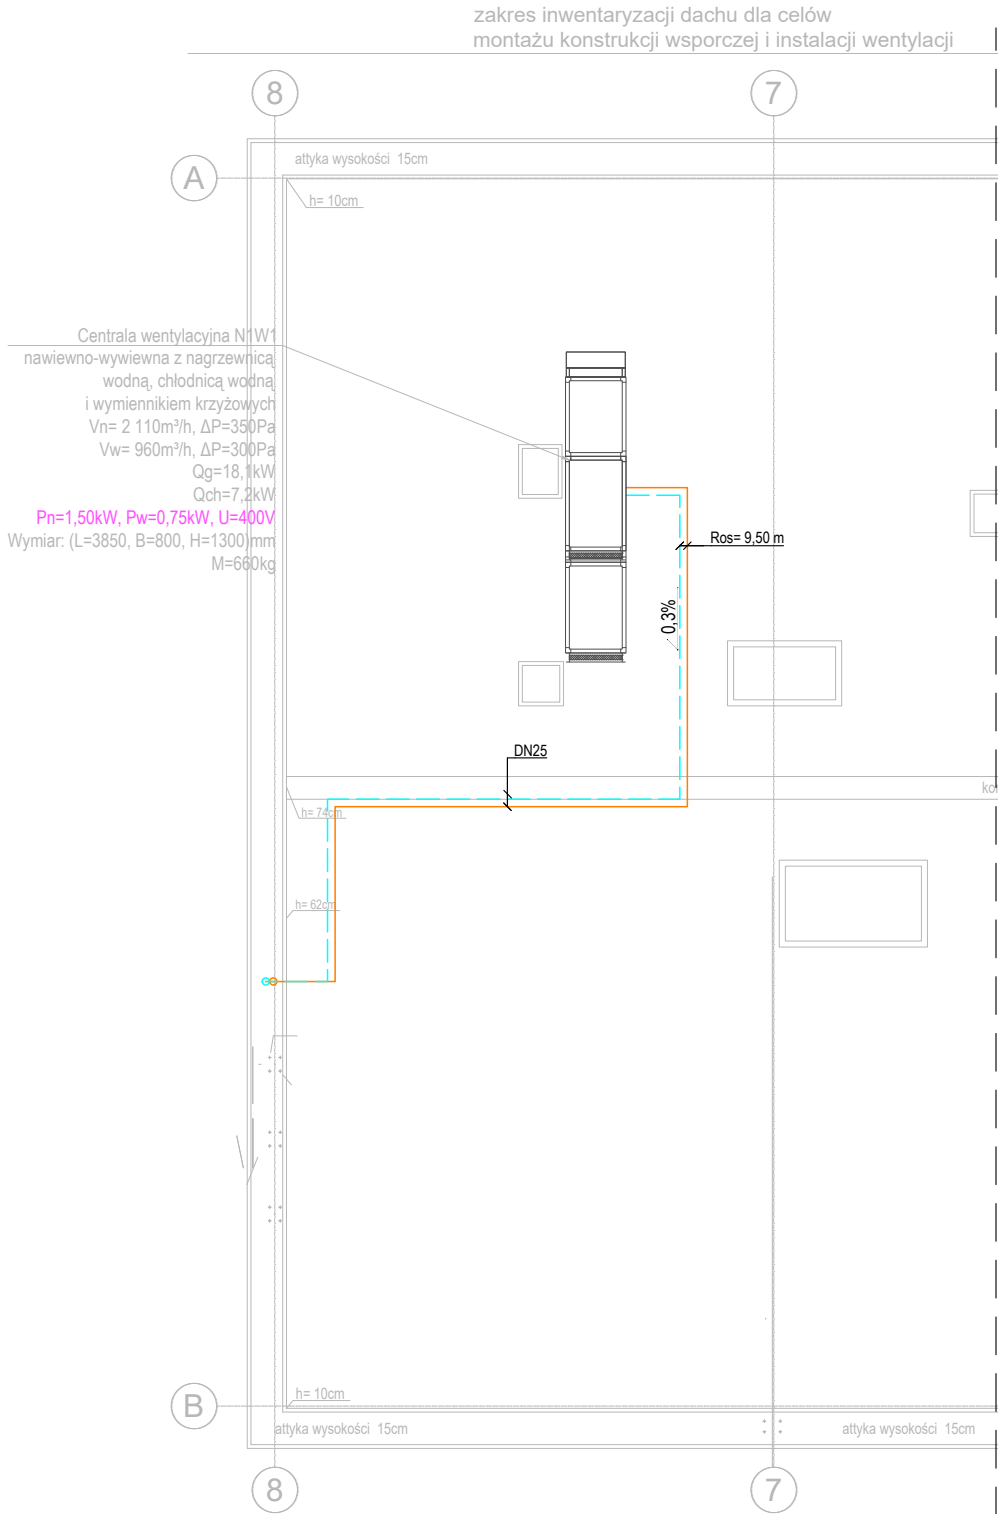 zakres inwentaryzacji dachu dla celów
montażu konstrukcji wsporczej i instalacji wentylacji
8
7
attyka wysokości 15cm
A
h= 10cm
Centrala wentylacyjna N1W1
nawiewno-wywiewna z nagrzewnicą
wodną, chłodnicą wodną
i wymiennikiem krzyżowych
Vn= 2 110m³/h, ΔP=350Pa
Vw= 960m³/h, ΔP=300Pa
Qg=18,1kW
Qch=7,2kW
Pn=1,50kW, Pw=0,75kW, U=400V
Wymiar: (L=3850, B=800, H=1300)mm
M=660kg
Roś= 9,50 m
0,3%
DN25
h= 74cm
h= 62cm
h= 10cm
B
attyka wysokości 15cm
attyka wysokości 15cm
8
7